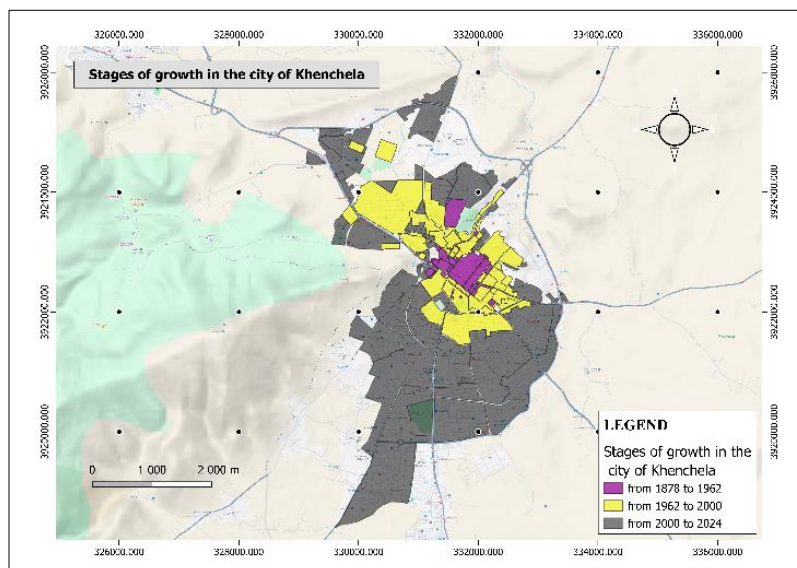 326000.000 328000.000 330000.000 332000.000 334000.000 336000.000
Stages of growth in the city of Khenchela
3926000.000 3926000.000
3924000.000 3924000.000
3922000.000 3922000.000
3920000.000 3920000.000
0 1 000 2 000 m
LEGEND
Stages of growth in the
city of Khenchela
from 1878 to 1962
from 1962 to 2000
from 2000 to 2024
326000.000 328000.000 330000.000 332000.000 334000.000 336000.000